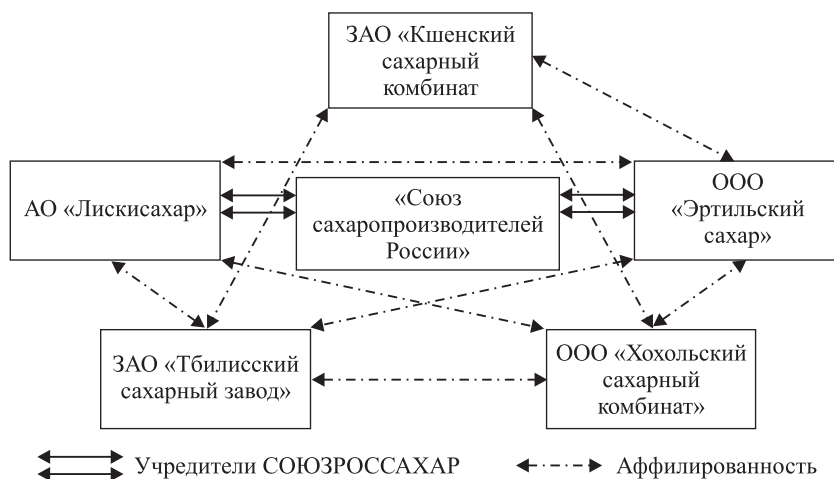 ЗАО «Кшенский
сахарный
комбинат
АО «Лискисахар»
«Союз
сахаропроизводителей
России»
ООО
«Эртильский
сахар»
ЗАО «Тбилисский
сахарный завод»
ООО «Хохольский
сахарный
комбинат»
Учредители СОЮЗРОССАХАР
Аффилированность